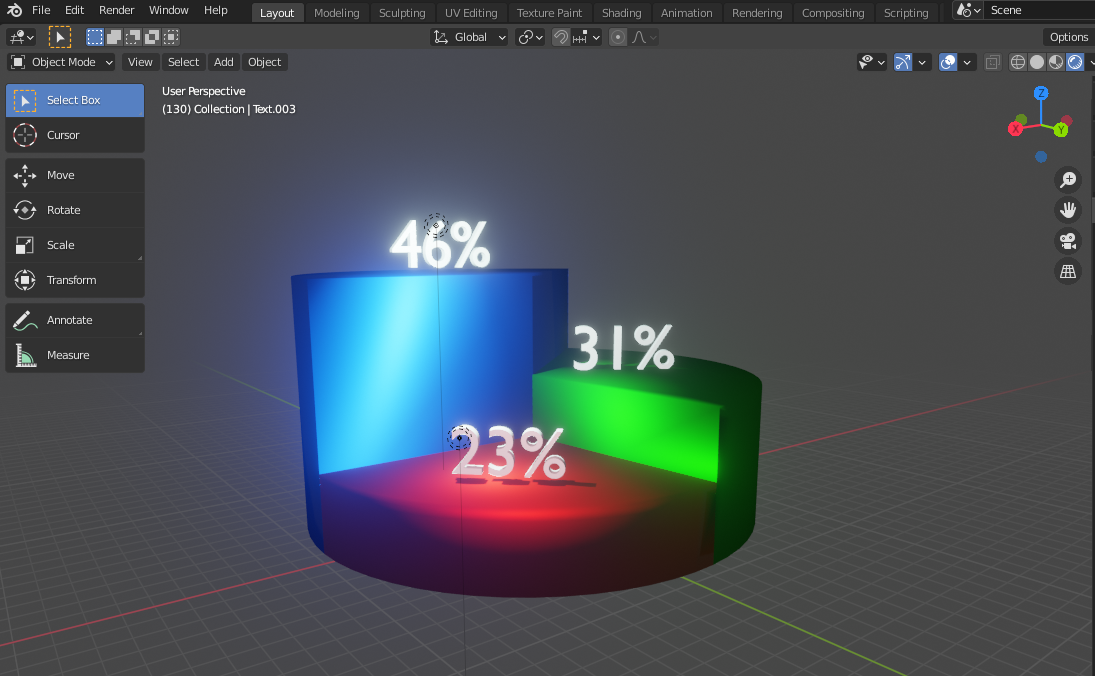 File Edit Render Window Help Layout Modeling Sculpting UV Editing Texture Paint Shading Animation Rendering Compositing Scripting Scene
Global Options
Object Mode View Select Add Object
User Perspective
(130) Collection | Text.003
Select Box
Cursor
Move
Rotate
Scale
Transform
Annotate
Measure
Z
X
Y
46%
31%
23%